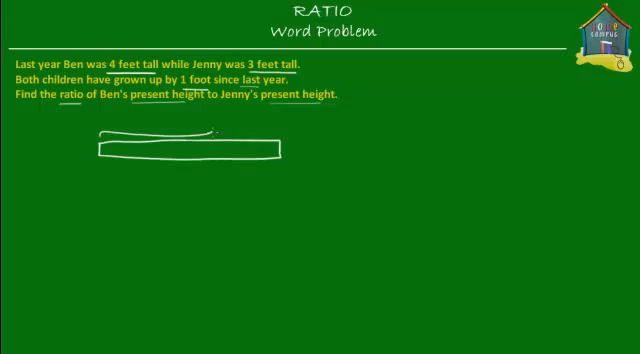 RATIO
Word Problem
home
campus
Last year Ben was 4 feet tall while Jenny was 3 feet tall.
Both children have grown up by 1 foot since last year.
Find the ratio of Ben's present height to Jenny's present height.